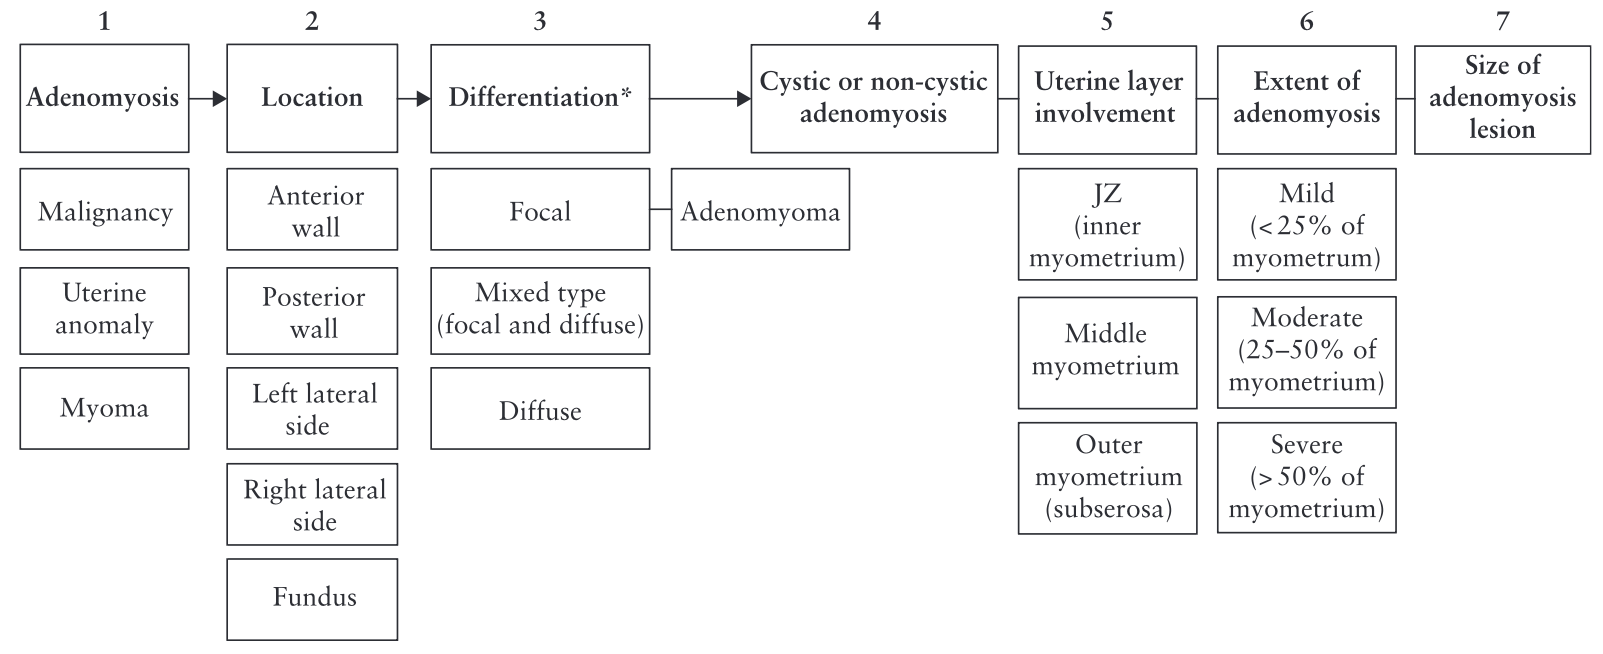 1
2
3
4
5
6
7
Adenomyosis
Location
Differentiation*
Cystic or non-cystic
adenomyosis
Uterine layer
involvement
Extent of
adenomyosis
Size of
adenomyosis
lesion
Malignancy
Uterine
anomaly
Myoma
Anterior
wall
Posterior
wall
Left lateral
side
Right lateral
side
Fundus
Focal
Adenomyoma
Mixed type
(focal and diffuse)
Diffuse
JZ
(inner
myometrium)
Middle
myometrium
Outer
myometrium
(subserosa)
Mild
(<25% of
myometrum)
Moderate
(25–50% of
myometrium)
Severe
(>50% of
myometrium)